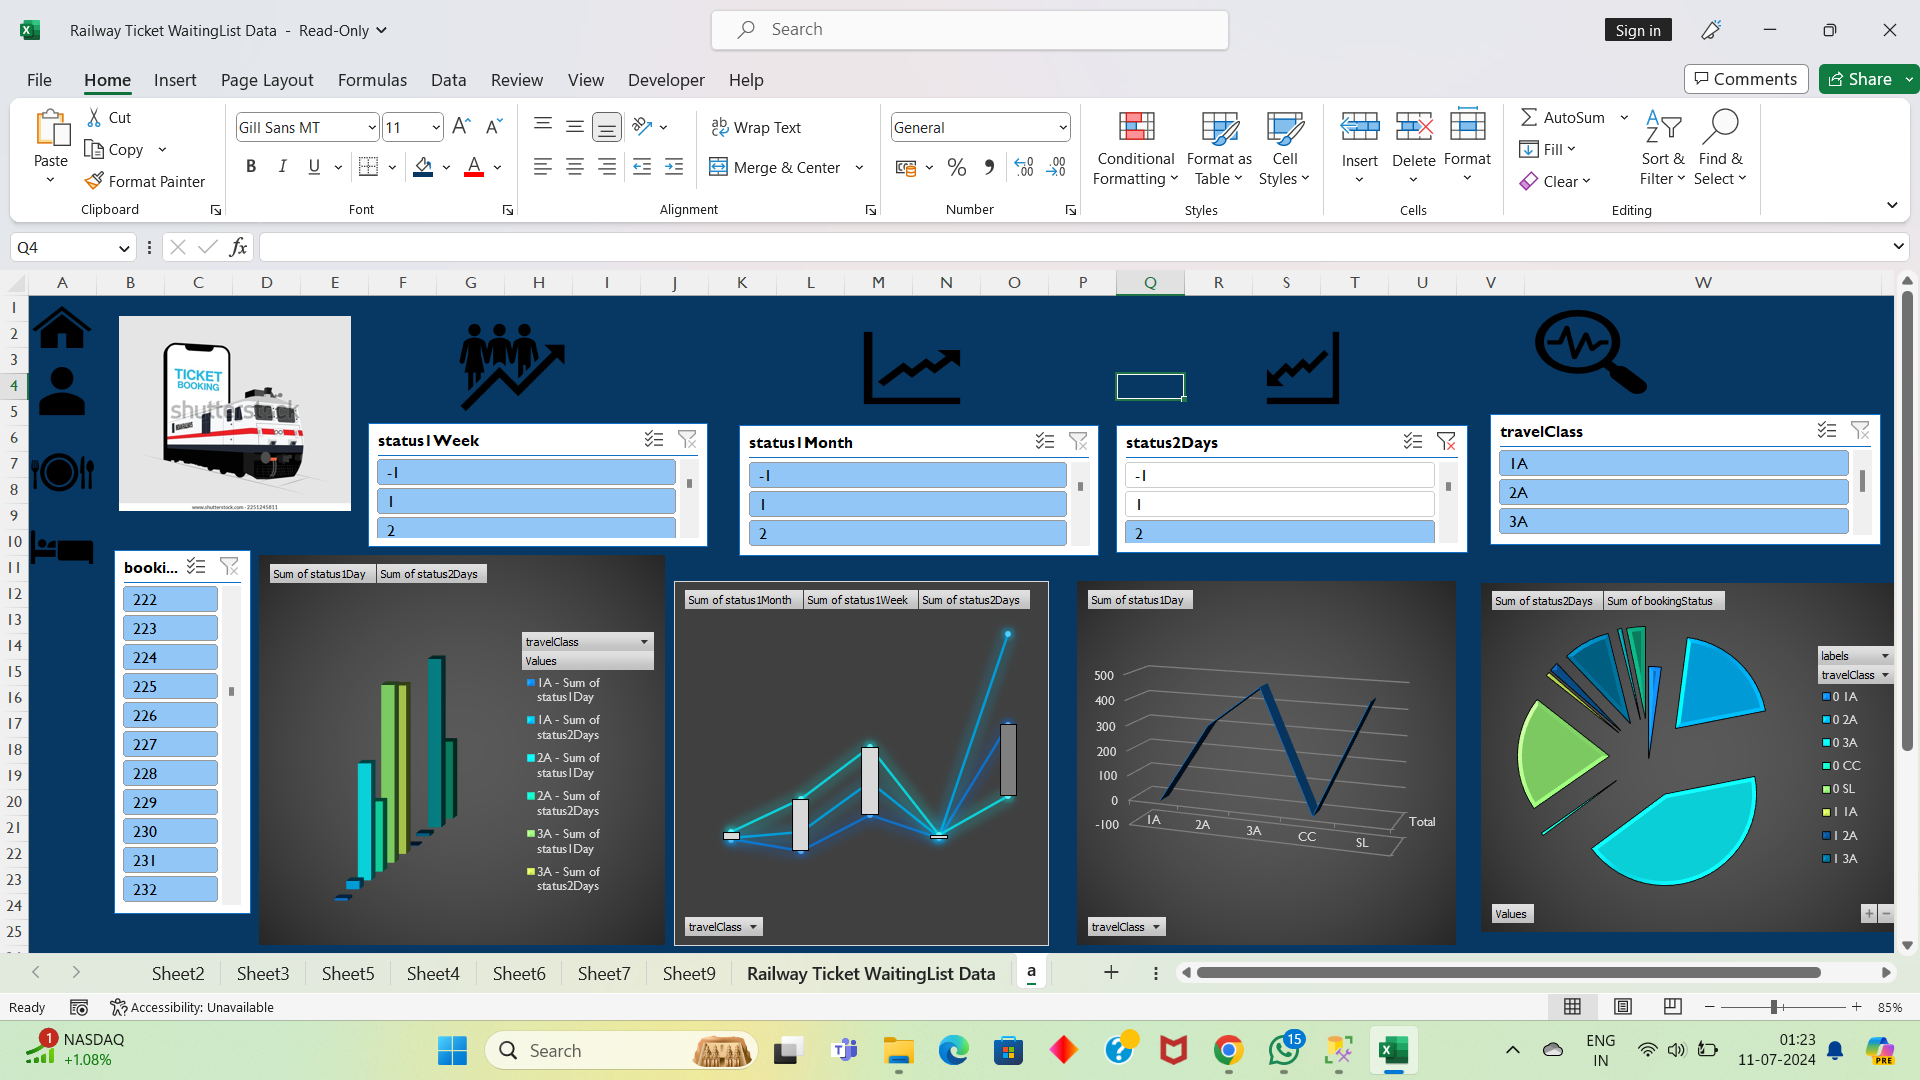 Railway Ticket WaitingList Data - Read-Only
Search
Sign in
File Home Insert Page Layout Formulas Data Review View Developer Help
Comments
Share
Paste
Cut
Copy
Format Painter
Clipboard
Gill Sans MT
11
B I U
Font
Wrap Text
Merge & Center
Alignment
General
Number
Conditional
Formatting
Format as
Table
Cell
Styles
Styles
Insert
Delete
Format
Cells
AutoSum
Fill
Clear
Sort &
Filter
Find &
Select
Editing
Q4
fx
A B C D E F G H I J K L M N O P Q R S T U V W
1
2
3
4
5
6
7
8
9
10
11
12
13
14
15
16
17
18
19
20
21
22
23
24
25
TICKET
BOOKING
shutterstock
www.shutterstock.com · 2251245811
status1Week
-1
1
2
status1Month
-1
1
2
status2Days
-1
1
2
travelClass
1A
2A
3A
booki...
222
223
224
225
226
227
228
229
230
231
232
Sum of status1Day Sum of status2Days
travelClass
Values
1A - Sum of
status1Day
1A - Sum of
status2Days
2A - Sum of
status1Day
2A - Sum of
status2Days
3A - Sum of
status1Day
3A - Sum of
status2Days
Sum of status1Month Sum of status1Week Sum of status2Days
travelClass
Sum of status1Day
500
400
300
200
100
0
-100
1A
2A
3A
CC
SL
Total
travelClass
Sum of status2Days Sum of bookingStatus
labels
travelClass
0 1A
0 2A
0 3A
0 CC
0 SL
1 1A
1 2A
1 3A
Values
Sheet2 Sheet3 Sheet5 Sheet4 Sheet6 Sheet7 Sheet9 Railway Ticket WaitingList Data a
Ready
Accessibility: Unavailable
85%
1
NASDAQ
+1.08%
Search
15
ENG
IN
01:23
11-07-2024
PRE